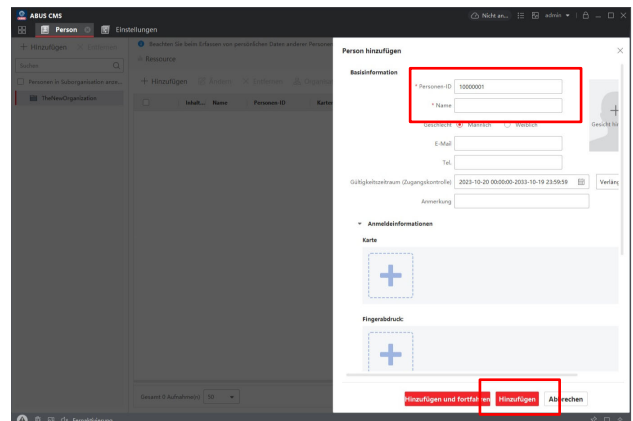 ABUS CMS
Nicht an...
admin
Person
Einstellungen
Hinzufügen
Beachten Sie beim Erfassen von persönlichen Daten anderer Personen
Ressource
Suchen
Hinzufügen
Personen in Suborganisation anze...
TheNewOrganization
Inhalt... Name Personen-ID Karten
Gesamt 0 Aufnahme(n) 10
Person hinzufügen
Basisinformation
* Personen-ID 10000001
* Name
Geschlecht Männlich Weiblich
Gesicht hin
E-Mail
Tel.
Gültigkeitszeitraum (Zugangskontrolle) 2023-10-20 00:00:00-2033-10-19 23:59:59 Verläng
Anmerkung
Anmeldeinformationen
Karte
Fingerabdruck:
Hinzufügen und fortfahren Hinzufügen Abbrechen